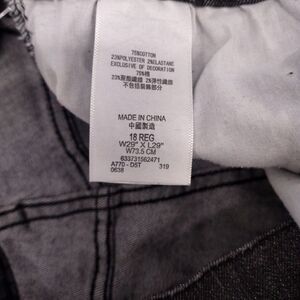 75%COTTON
23%POLYESTER 2%ELASTANE
EXCLUSIVE OF DECORATION
75%棉
23%聚酯纖維 2%彈性纖維
不包括裝飾部分
MADE IN CHINA
中國製造
18 REG
W29" X L29"
W73.5 CM
633731562471
A770 - D5T 319
0638